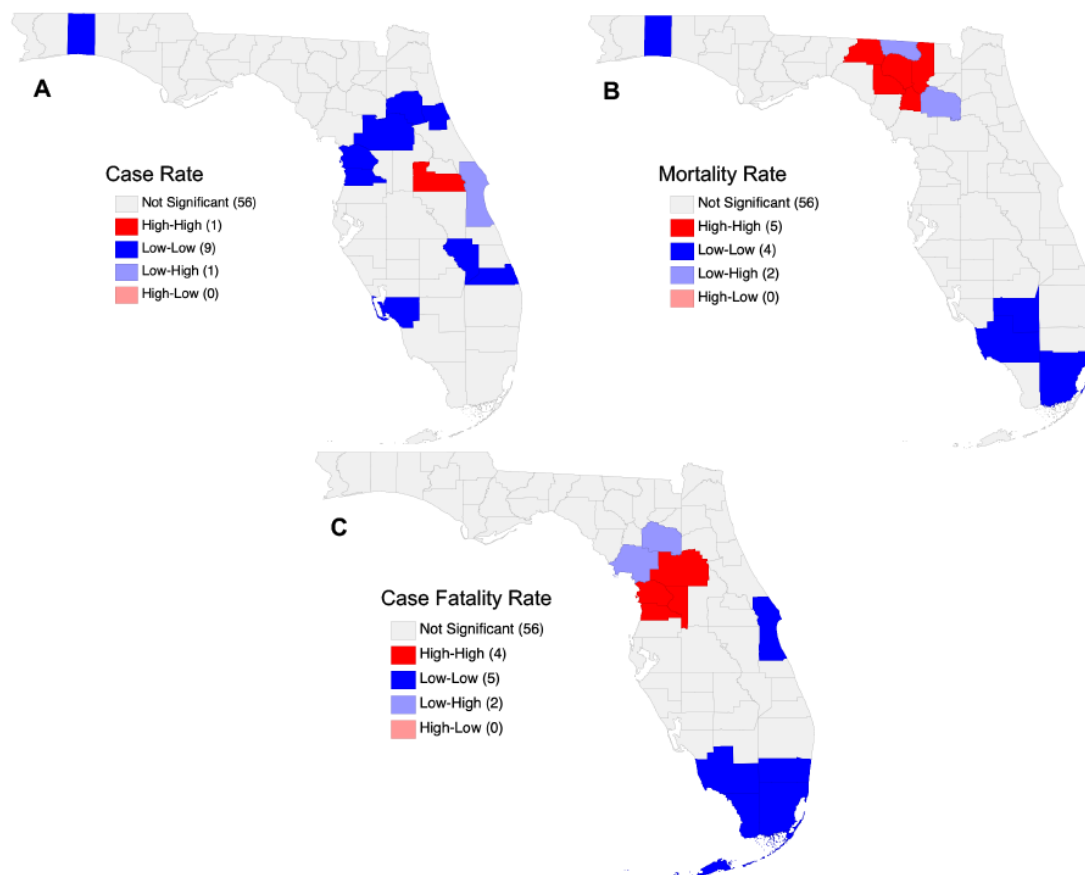 A
Case Rate
Not Significant (56)
High-High (1)
Low-Low (9)
Low-High (1)
High-Low (0)
B
Mortality Rate
Not Significant (56)
High-High (5)
Low-Low (4)
Low-High (2)
High-Low (0)
C
Case Fatality Rate
Not Significant (56)
High-High (4)
Low-Low (5)
Low-High (2)
High-Low (0)